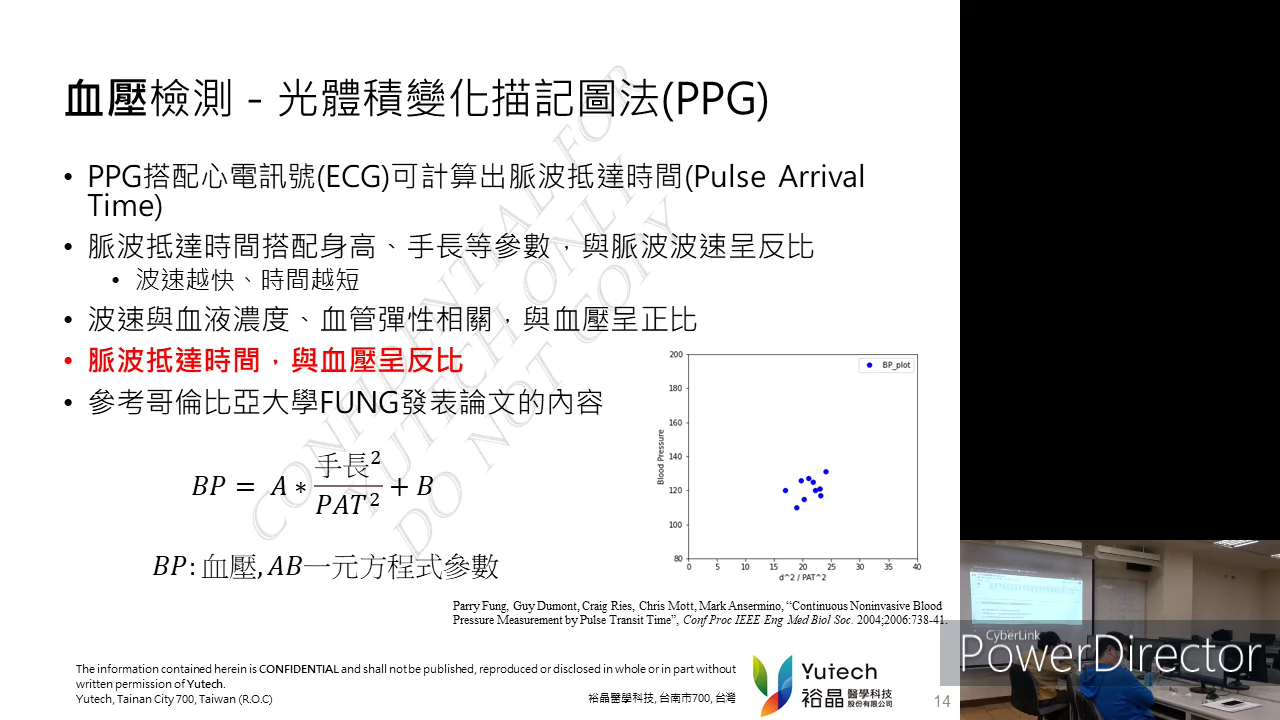 血壓檢測 - 光體積變化描記圖法(PPG)
• PPG搭配心電訊號(ECG)可計算出脈波抵達時間(Pulse Arrival
Time)
• 脈波抵達時間搭配身高、手長等參數，與脈波波速呈反比
• 波速越快、時間越短
• 波速與血液濃度、血管彈性相關，與血壓呈正比
• 脈波抵達時間，與血壓呈反比
• 參考哥倫比亞大學FUNG發表論文的內容
BP = A∗手長²/PAT² + B
BP:血壓,AB一元方程式參數
CONFIDENTIAL FOR
YUTECH ONLY
DO NOT COPY
200
180
160
140
120
100
80
0 5 10 15 20 25 30 35 40
Blood Pressure
d^2 / PAT^2
BP_plot
Parry Fung, Guy Dumont, Craig Ries, Chris Mott, Mark Ansermino, “Continuous Noninvasive Blood
Pressure Measurement by Pulse Transit Time”, Conf Proc IEEE Eng Med Biol Soc. 2004;2006:738-41.
The information contained herein is CONFIDENTIAL and shall not be published, reproduced or disclosed in whole or in part without
written permission of Yutech.
Yutech, Tainan City 700, Taiwan (R.O.C)
裕晶醫學科技, 台南市700, 台灣
Yutech
裕晶 醫學科技
股份有限公司
14
CyberLink
PowerDirector